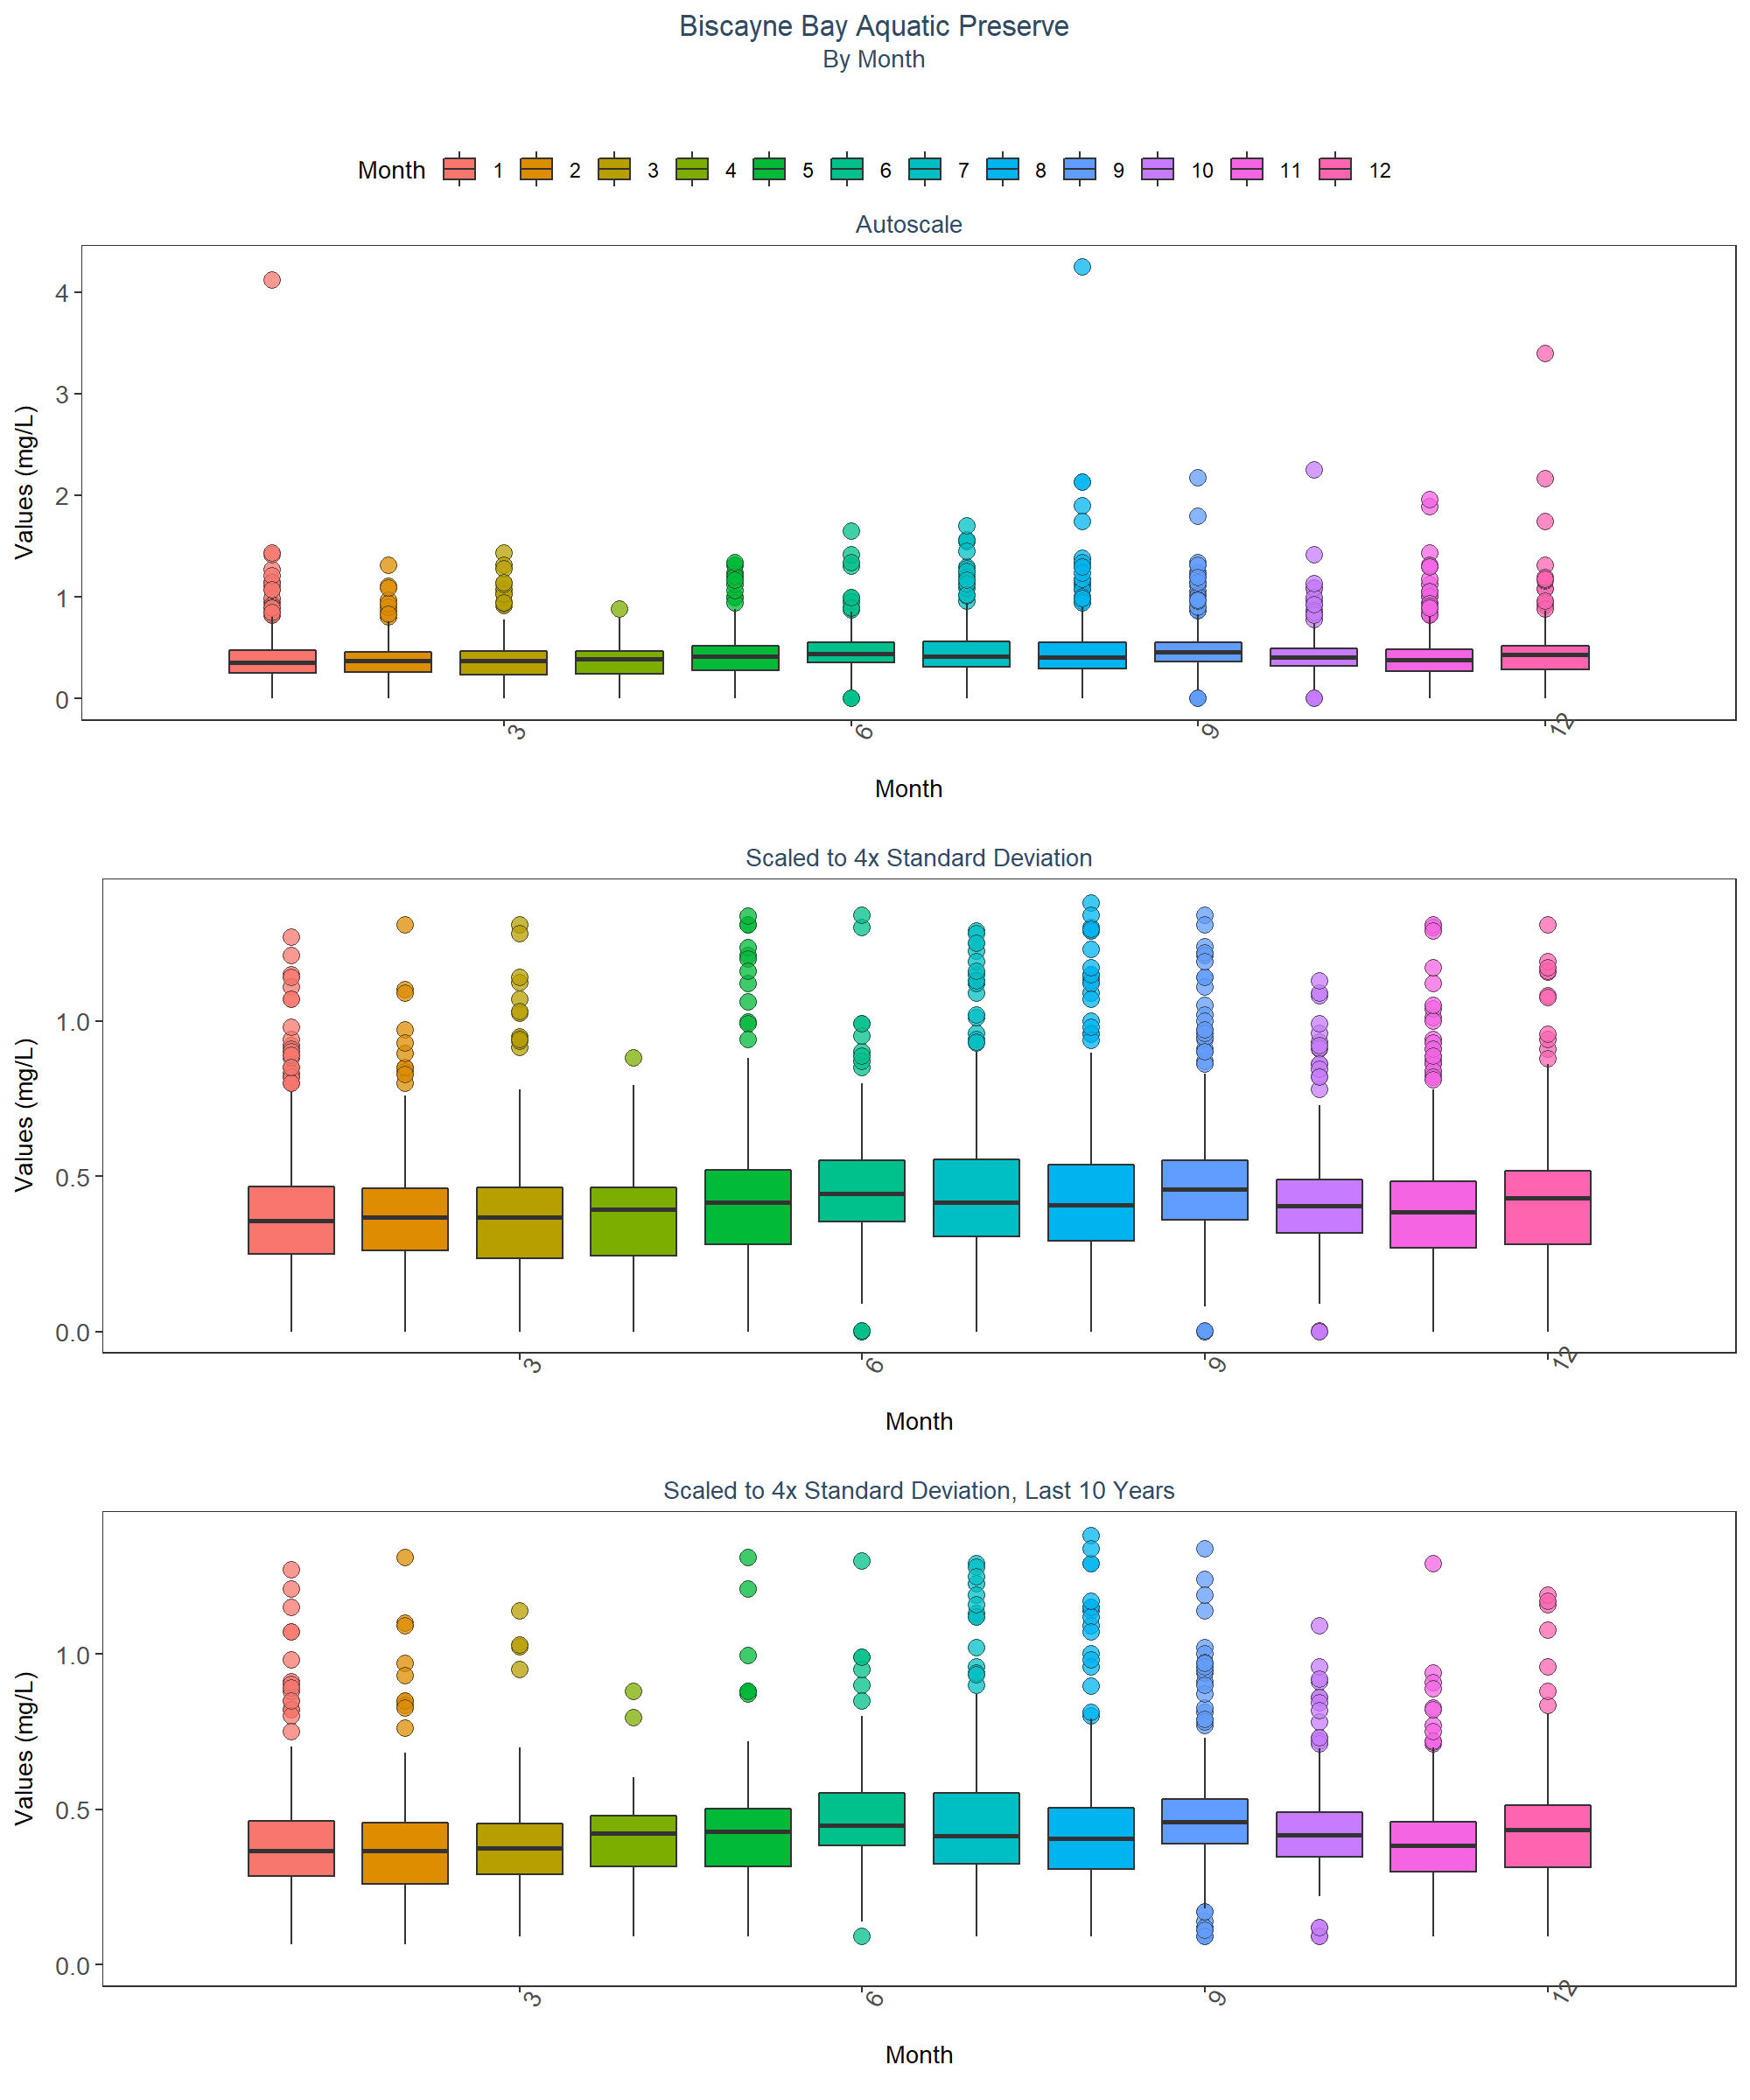 Biscayne Bay Aquatic Preserve
By Month
Month 1 2 3 4 5 6 7 8 9 10 11 12
Autoscale
Values (mg/L)
4
3
2
1
0
3 6 9 12
Month
Scaled to 4x Standard Deviation
Values (mg/L)
1.0
0.5
0.0
3 6 9 12
Month
Scaled to 4x Standard Deviation, Last 10 Years
Values (mg/L)
1.0
0.5
0.0
3 6 9 12
Month